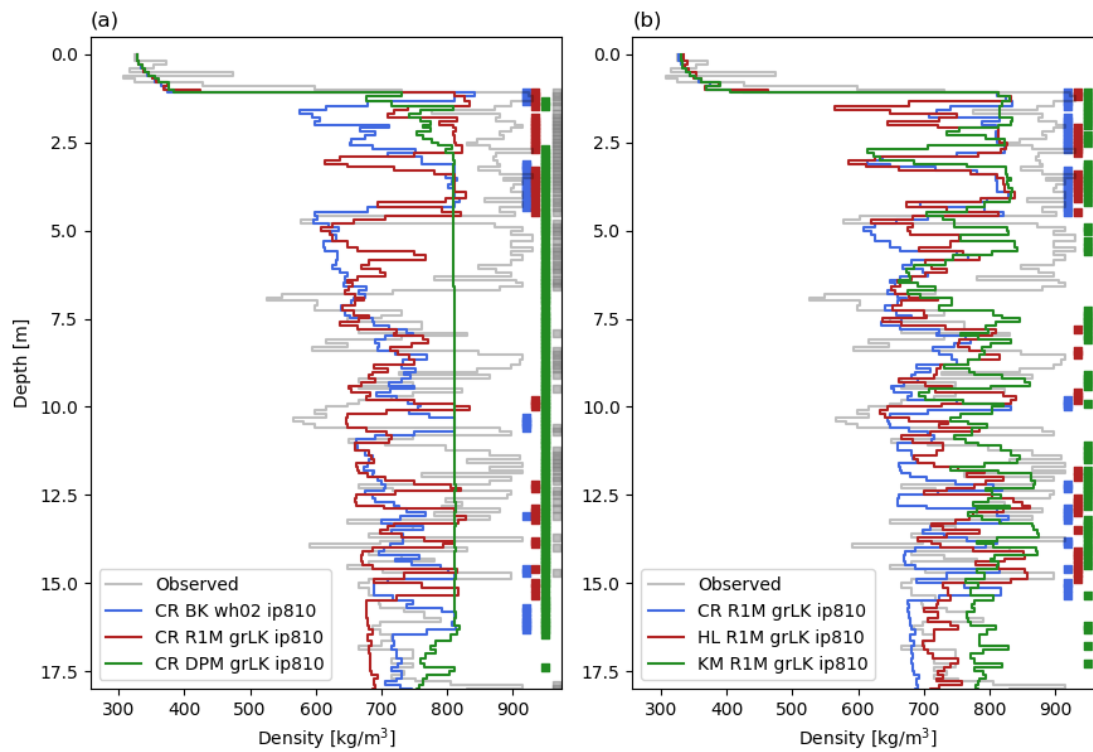 (a)
0.0
2.5
5.0
7.5
10.0
12.5
15.0
17.5
Depth [m]
Observed
CR BK wh02 ip810
CR R1M grLK ip810
CR DPM grLK ip810
300 400 500 600 700 800 900
Density [kg/m³]
(b)
0.0
2.5
5.0
7.5
10.0
12.5
15.0
17.5
Observed
CR R1M grLK ip810
HL R1M grLK ip810
KM R1M grLK ip810
300 400 500 600 700 800 900
Density [kg/m³]